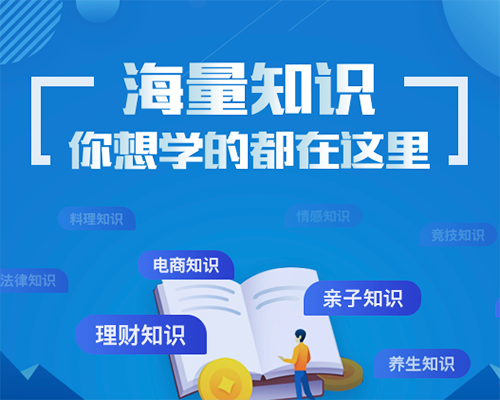 海量知识
你想学的都在这里
料理知识
情感知识
竞技知识
电商知识
法律知识
亲子知识
理财知识
养生知识